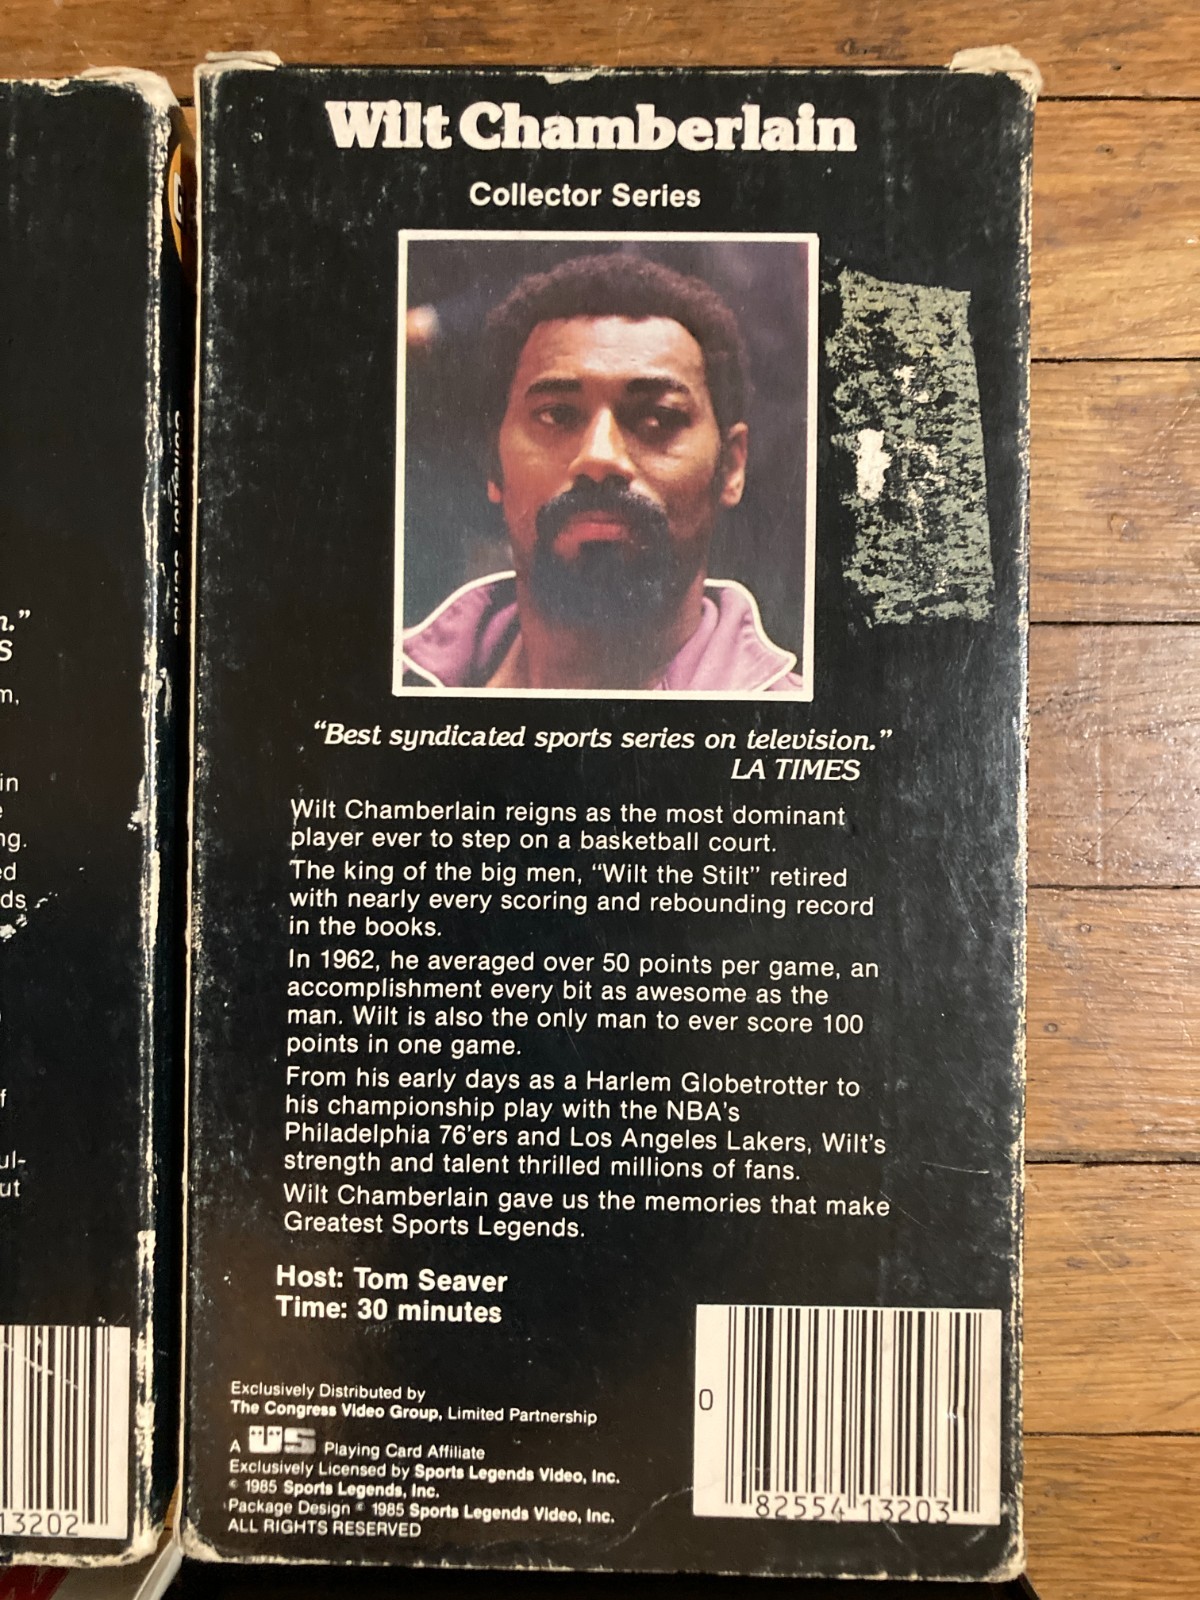 Wilt Chamberlain
Collector Series
“Best syndicated sports series on television.”
LA TIMES
Wilt Chamberlain reigns as the most dominant
player ever to step on a basketball court.
The king of the big men, “Wilt the Stilt” retired
with nearly every scoring and rebounding record
in the books.
In 1962, he averaged over 50 points per game, an
accomplishment every bit as awesome as the
man. Wilt is also the only man to ever score 100
points in one game.
From his early days as a Harlem Globetrotter to
his championship play with the NBA's
Philadelphia 76'ers and Los Angeles Lakers, Wilt's
strength and talent thrilled millions of fans.
Wilt Chamberlain gave us the memories that make
Greatest Sports Legends.
Host: Tom Seaver
Time: 30 minutes
Exclusively Distributed by
The Congress Video Group, Limited Partnership
A US Playing Card Affiliate
Exclusively Licensed by Sports Legends Video, Inc.
© 1985 Sports Legends, Inc.
Package Design © 1985 Sports Legends Video, Inc.
ALL RIGHTS RESERVED
0 82554 13203
13202